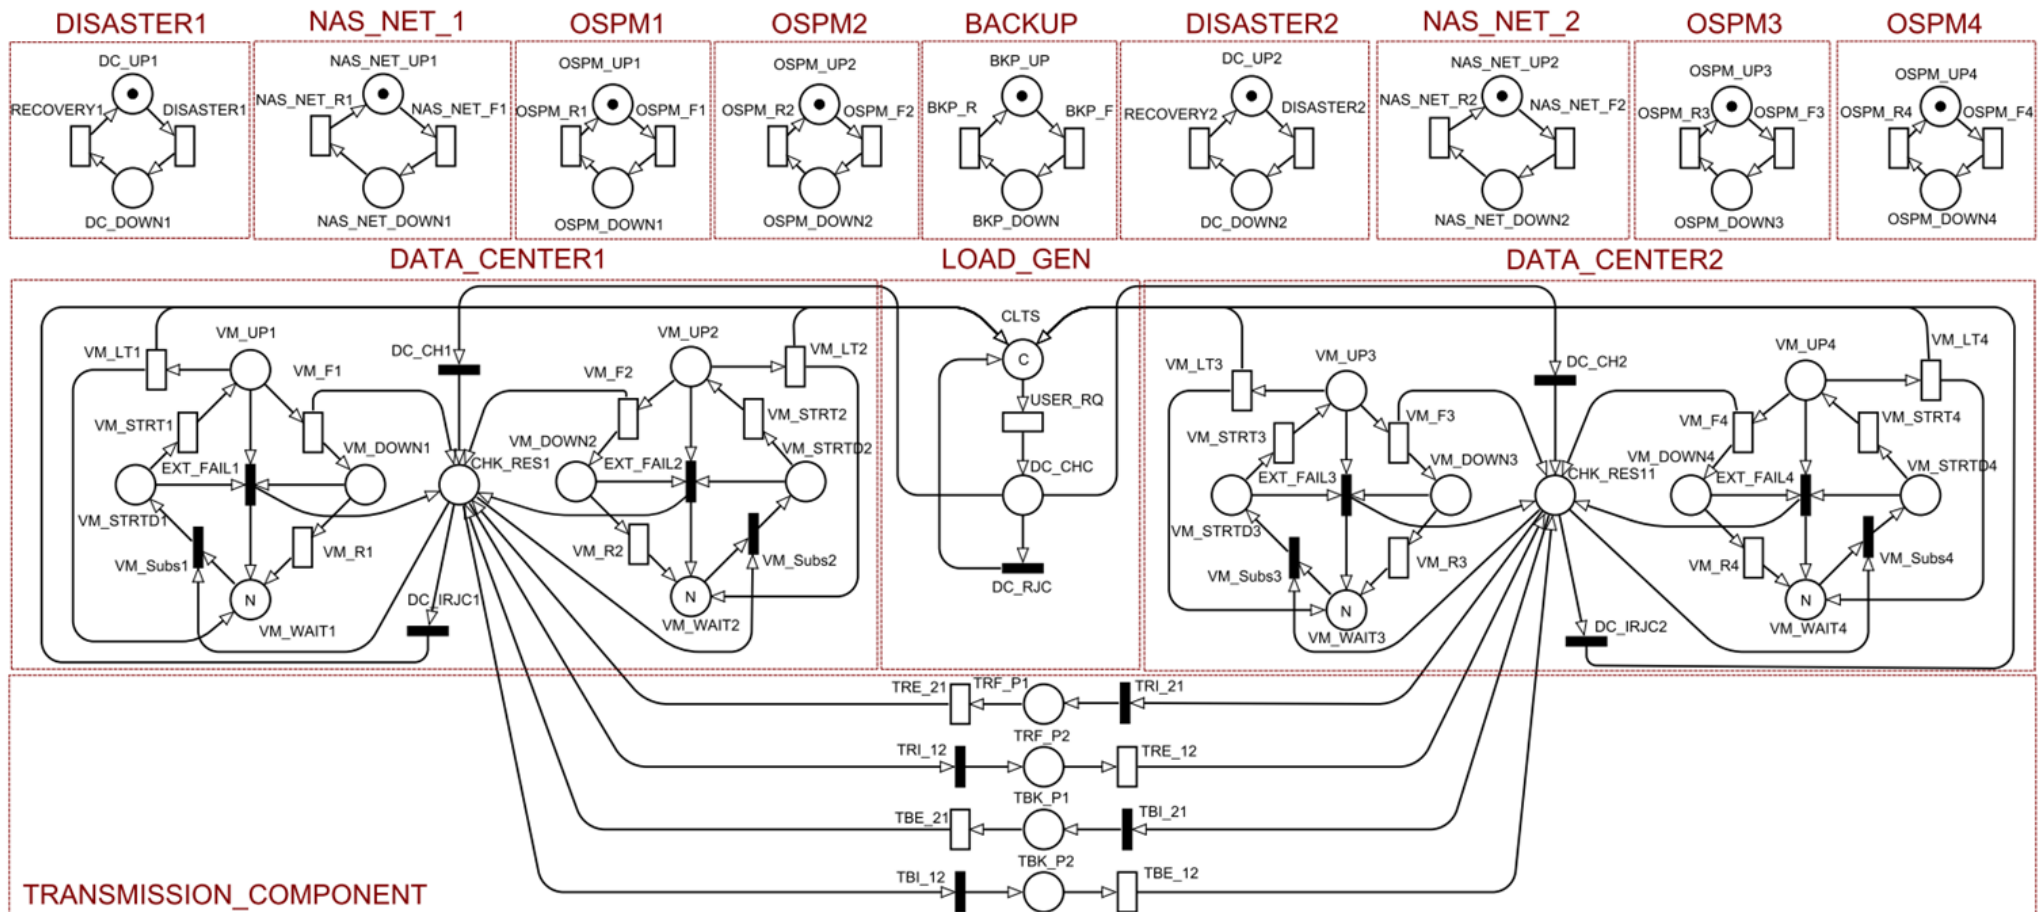 DISASTER1
NAS_NET_1
OSPM1
OSPM2
BACKUP
DISASTER2
NAS_NET_2
OSPM3
OSPM4
DC_UP1
RECOVERY1
DISASTER1
DC_DOWN1
NAS_NET_UP1
NAS_NET_R1
NAS_NET_F1
NAS_NET_DOWN1
OSPM_UP1
OSPM_R1
OSPM_F1
OSPM_DOWN1
OSPM_UP2
OSPM_R2
OSPM_F2
OSPM_DOWN2
BKP_UP
BKP_R
BKP_F
BKP_DOWN
DC_UP2
RECOVERY2
DISASTER2
DC_DOWN2
NAS_NET_UP2
NAS_NET_R2
NAS_NET_F2
NAS_NET_DOWN2
OSPM_UP3
OSPM_R3
OSPM_F3
OSPM_DOWN3
OSPM_UP4
OSPM_R4
OSPM_F4
OSPM_DOWN4
DATA_CENTER1
LOAD_GEN
DATA_CENTER2
VM_UP1
VM_LT1
VM_F1
VM_STRT1
VM_DOWN1
EXT_FAIL1
VM_STRTD1
VM_Subs1
VM_R1
N
VM_WAIT1
DC_CH1
CHK_RES1
DC_IRJC1
VM_UP2
VM_LT2
VM_F2
VM_STRT2
VM_DOWN2
VM_STRTD2
EXT_FAIL2
VM_R2
VM_Subs2
N
VM_WAIT2
CLTS
C
USER_RQ
DC_CHC
DC_RJC
VM_UP3
VM_LT3
VM_F3
VM_STRT3
VM_DOWN3
EXT_FAIL3
VM_STRTD3
VM_Subs3
VM_R3
N
VM_WAIT3
DC_CH2
CHK_RES11
DC_IRJC2
VM_UP4
VM_LT4
VM_F4
VM_STRT4
VM_DOWN4
VM_STRTD4
EXT_FAIL4
VM_R4
VM_Subs4
N
VM_WAIT4
TRE_21
TRF_P1
TRI_21
TRI_12
TRF_P2
TRE_12
TBE_21
TBK_P1
TBI_21
TBI_12
TBK_P2
TBE_12
TRANSMISSION_COMPONENT